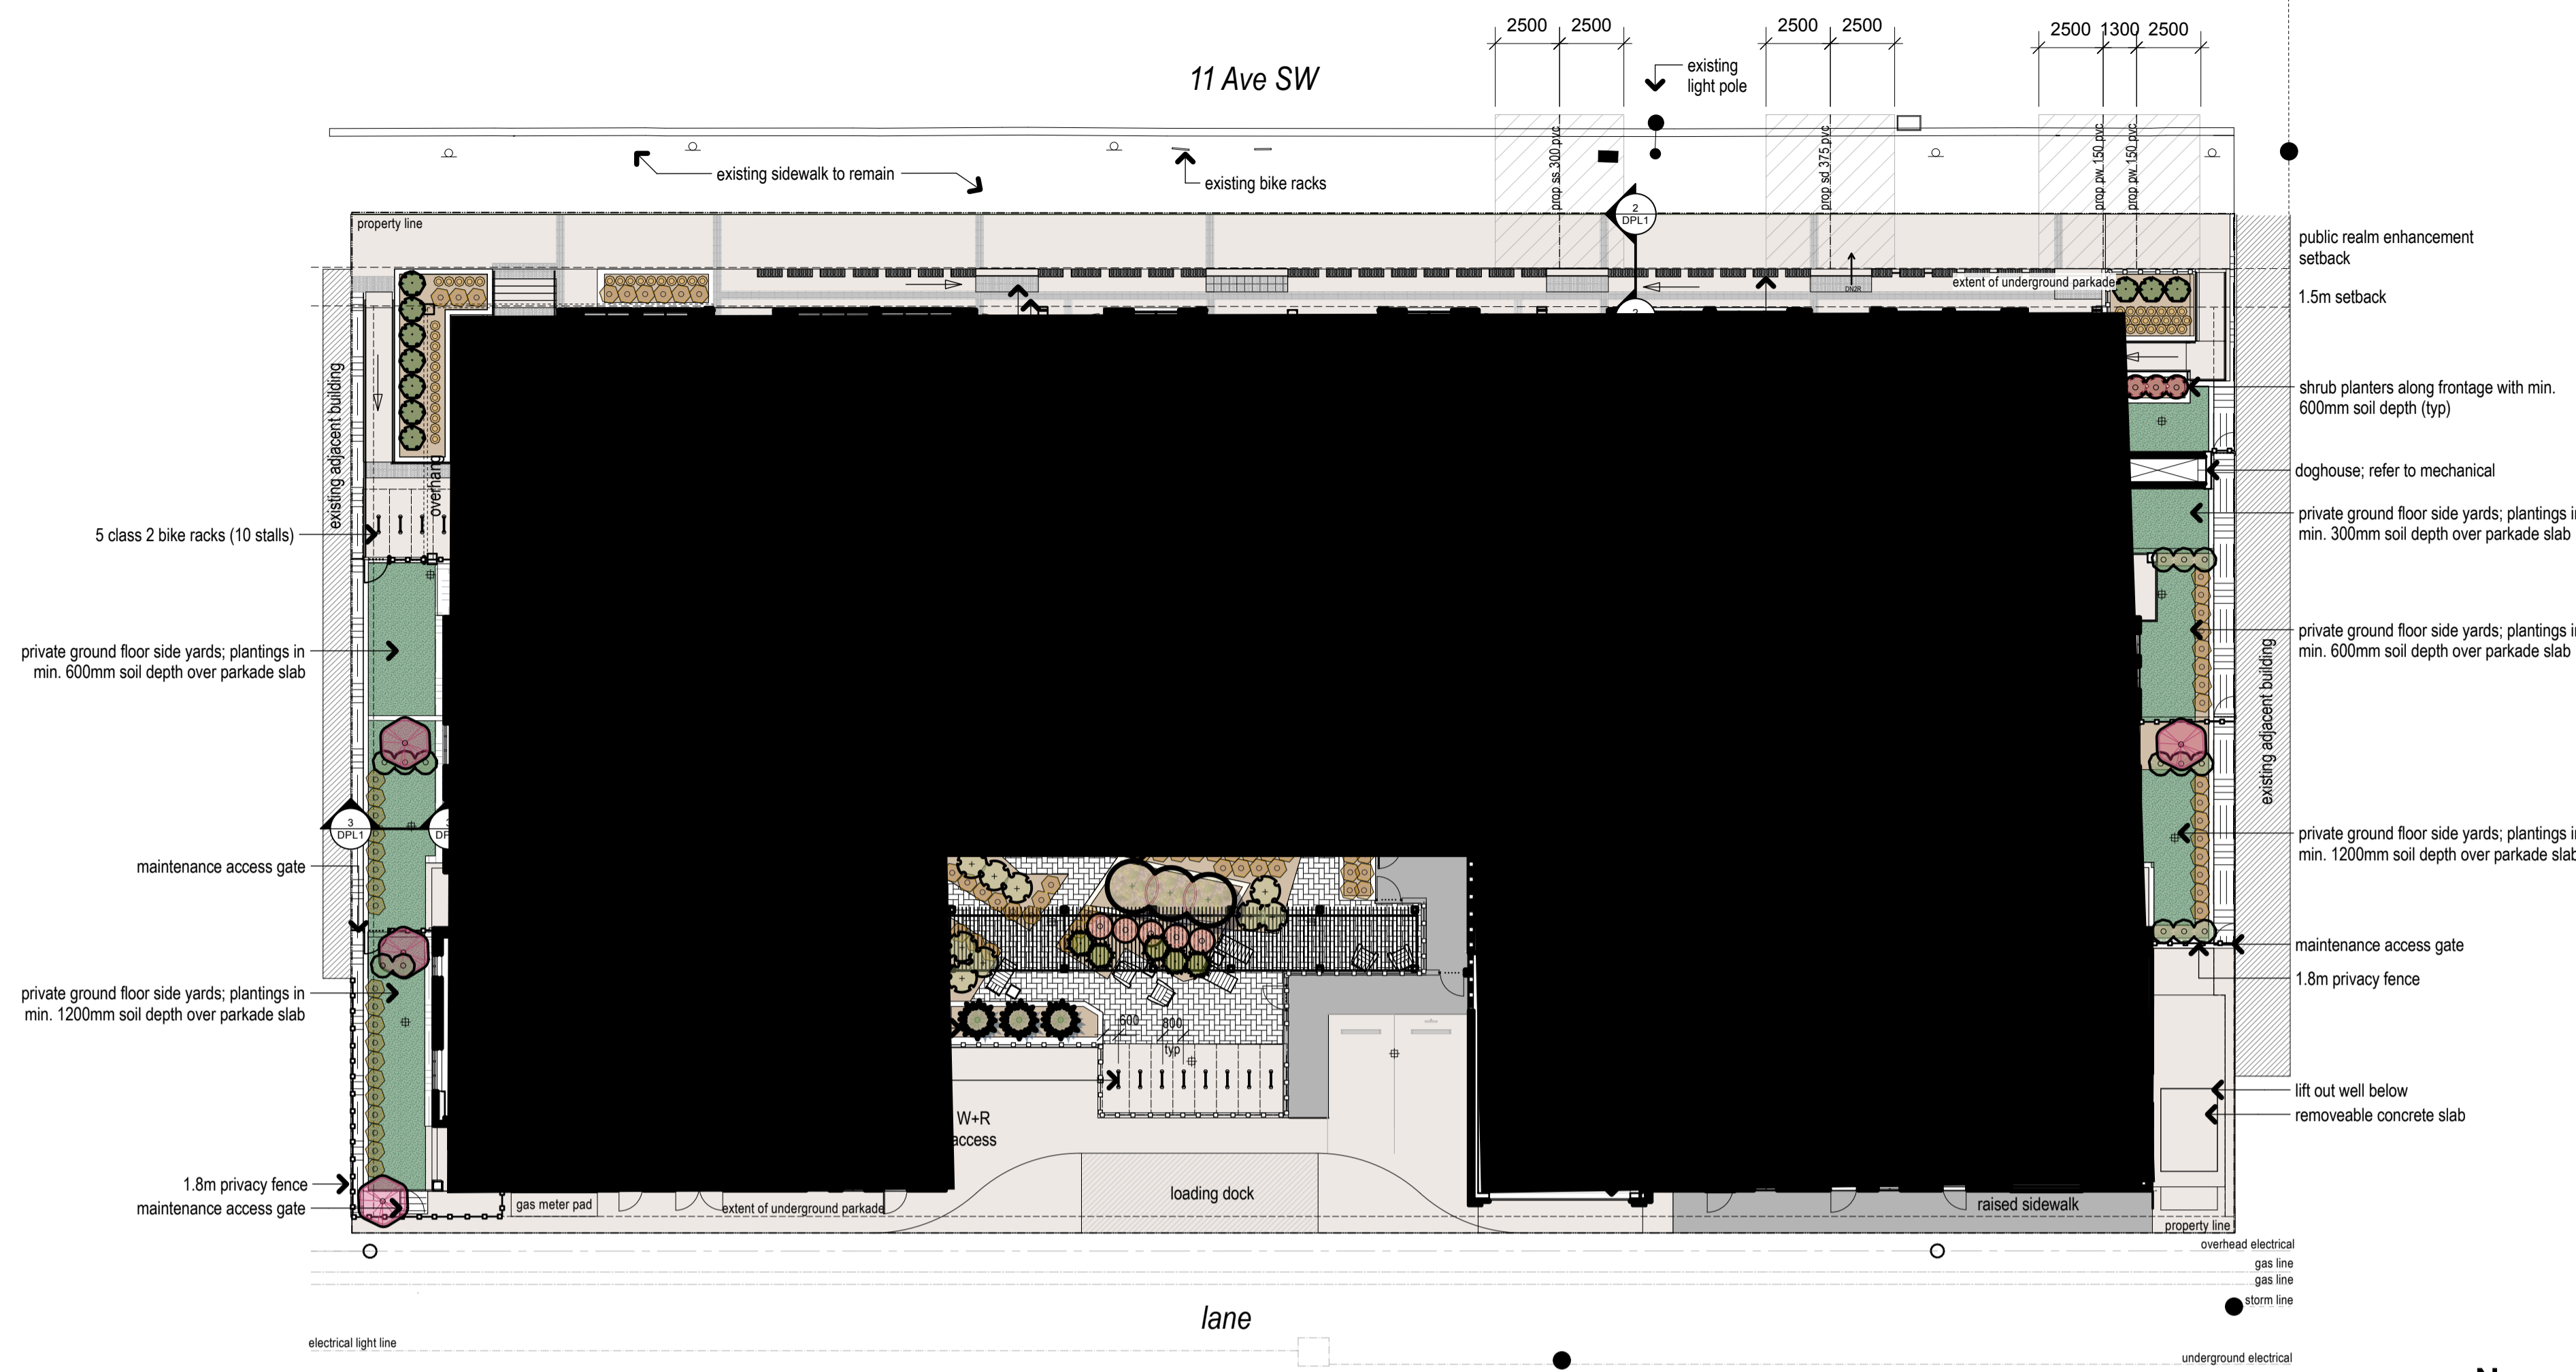 2500 2500
2500 2500
2500 1300 2500
11 Ave SW
existing
light pole
prop ss 300 pvc
prop sd 375 pvc
prop pw 150 pvc
prop pw 150 pvc
existing sidewalk to remain
existing bike racks
property line
2
DPL1
public realm enhancement
setback
1.5m setback
extent of underground parkade
DN2R
2
existing adjacent building
overhang
shrub planters along frontage with min.
600mm soil depth (typ)
doghouse; refer to mechanical
5 class 2 bike racks (10 stalls)
private ground floor side yards; plantings i
min. 300mm soil depth over parkade slab
private ground floor side yards; plantings in
min. 600mm soil depth over parkade slab
private ground floor side yards; plantings i
min. 600mm soil depth over parkade slab
existing adjacent building
3
DPL1
3
DP
private ground floor side yards; plantings i
min. 1200mm soil depth over parkade slab
maintenance access gate
maintenance access gate
1.8m privacy fence
private ground floor side yards; plantings in
min. 1200mm soil depth over parkade slab
600 800
typ
lift out well below
removeable concrete slab
W+R
access
1.8m privacy fence
maintenance access gate
gas meter pad
extent of underground parkade
loading dock
raised sidewalk
property line
overhead electrical
gas line
gas line
storm line
lane
electrical light line
underground electrical
N